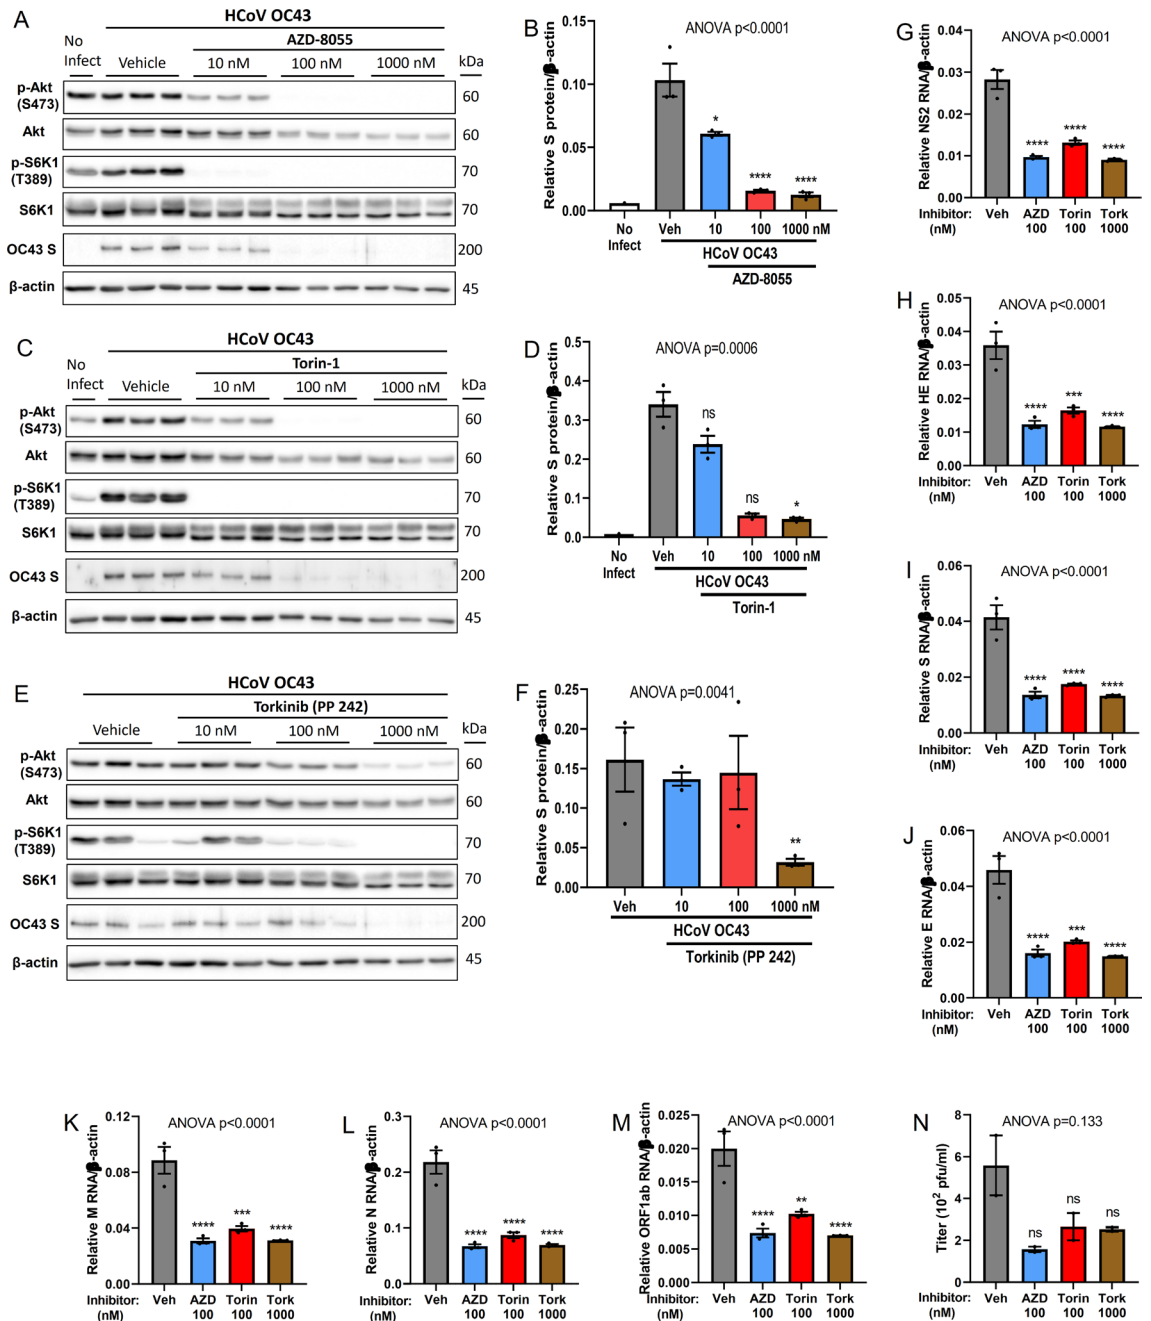 A
HCoV OC43
AZD-8055
No
Infect
Vehicle
10 nM
100 nM
1000 nM
kDa
p-Akt
(S473)
60
Akt
60
p-S6K1
(T389)
70
S6K1
70
OC43 S
200
β-actin
45
B
ANOVA p<0.0001
Relative S protein/β-actin
0.15
0.10
0.05
0.00
*
****
****
No
Infect
Veh
10
100
1000 nM
HCoV OC43
AZD-8055
C
HCoV OC43
Torin-1
No
Infect
Vehicle
10 nM
100 nM
1000 nM
kDa
p-Akt
(S473)
60
Akt
60
p-S6K1
(T389)
70
S6K1
70
OC43 S
200
β-actin
45
D
ANOVA p=0.0006
Relative S protein/β-actin
0.5
0.4
0.3
0.2
0.1
0.0
ns
ns
*
No
Infect
Veh
10
100
1000 nM
HCoV OC43
Torin-1
E
HCoV OC43
Torkinib (PP 242)
Vehicle
10 nM
100 nM
1000 nM
kDa
p-Akt
(S473)
60
Akt
60
p-S6K1
(T389)
70
S6K1
70
OC43 S
200
β-actin
45
F
ANOVA p=0.0041
Relative S protein/β-actin
0.25
0.20
0.15
0.10
0.05
0.00
**
Veh
10
100
1000 nM
HCoV OC43
Torkinib (PP 242)
G
ANOVA p<0.0001
Relative NS2 RNA/β-actin
0.04
0.03
0.02
0.01
0.00
****
****
****
Inhibitor: Veh AZD Torin Tork
(nM) 100 100 1000
H
ANOVA p<0.0001
Relative HE RNA/β-actin
0.05
0.04
0.03
0.02
0.01
0.00
****
***
****
Inhibitor: Veh AZD Torin Tork
(nM) 100 100 1000
I
ANOVA p<0.0001
Relative S RNA/β-actin
0.06
0.04
0.02
0.00
****
****
****
Inhibitor: Veh AZD Torin Tork
(nM) 100 100 1000
J
ANOVA p<0.0001
Relative E RNA/β-actin
0.06
0.04
0.02
0.00
****
***
****
Inhibitor: Veh AZD Torin Tork
(nM) 100 100 1000
K
ANOVA p<0.0001
Relative M RNA/β-actin
0.12
0.08
0.04
0.00
****
***
****
Inhibitor: Veh AZD Torin Tork
(nM) 100 100 1000
L
ANOVA p<0.0001
Relative N RNA/β-actin
0.3
0.2
0.1
0.0
****
****
****
Inhibitor: Veh AZD Torin Tork
(nM) 100 100 1000
M
ANOVA p<0.0001
Relative ORF1ab RNA/β-actin
0.025
0.020
0.015
0.010
0.005
0.000
****
**
****
Inhibitor: Veh AZD Torin Tork
(nM) 100 100 1000
N
ANOVA p=0.133
Titer (10² pfu/ml)
8
6
4
2
0
ns
ns
ns
Inhibitor: Veh AZD Torin Tork
(nM) 100 100 1000